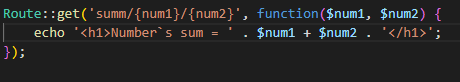 Route::get('summ/{num1}/{num2}', function($num1, $num2) {
    echo '<h1>Number`s sum = ' . $num1 + $num2 . '</h1>';
});